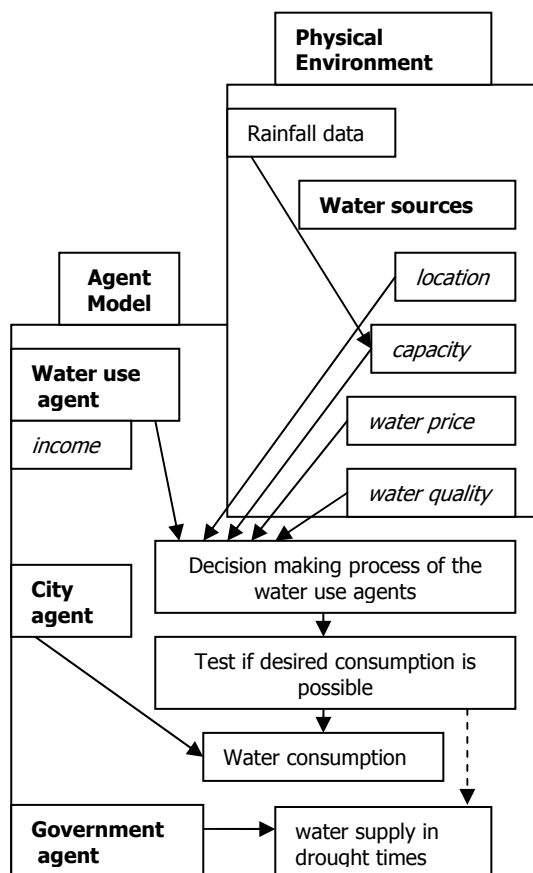 Physical
Environment
Rainfall data
Water sources
location
Agent
Model
capacity
Water use
agent
income
water price
water quality
Decision making process of the
water use agents
City
agent
Test if desired consumption is
possible
Water consumption
Government
agent
water supply in
drought times